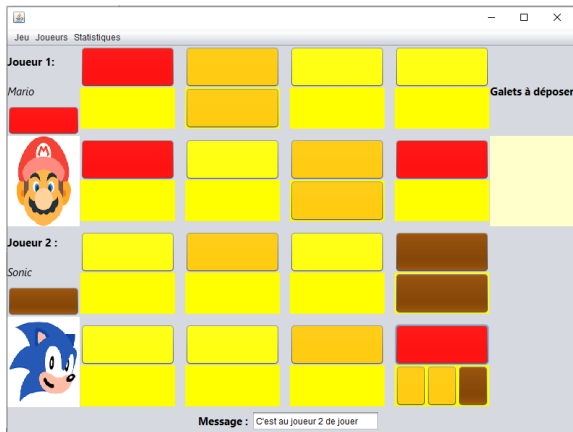 Jeu Joueurs Statistiques
Joueur 1:
Mario
Galets à déposer
M
Joueur 2 :
Sonic
Message : C'est au joueur 2 de jouer